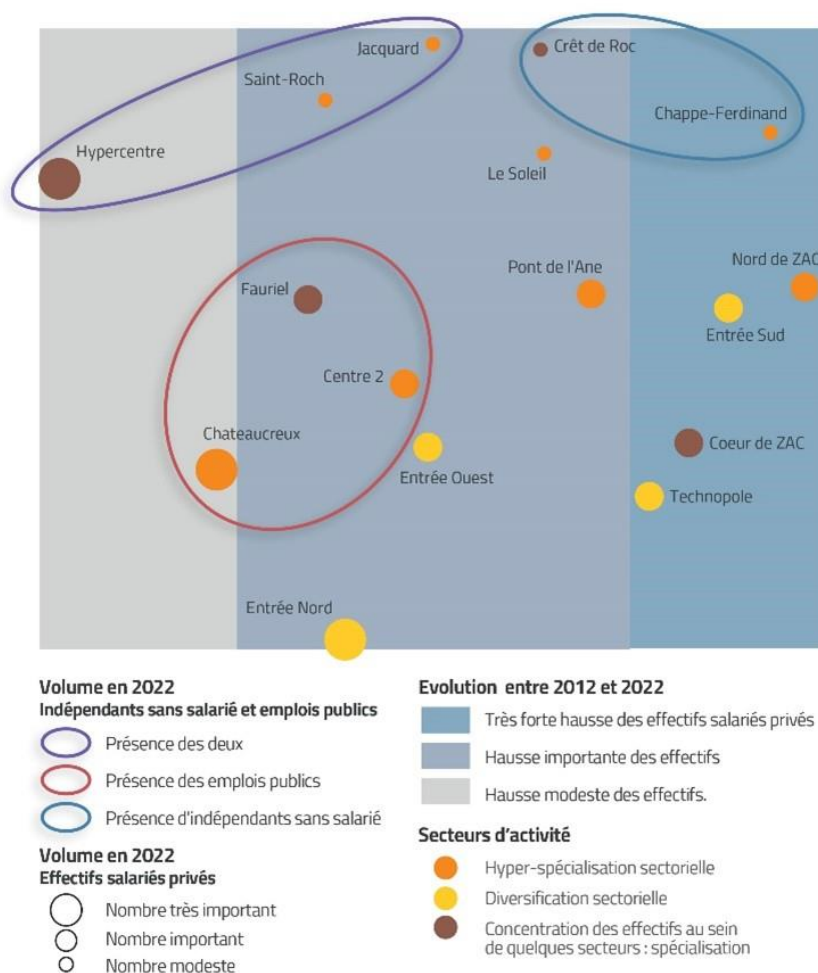 Jacquard
Crêt de Roc
Saint-Roch
Chappe-Ferdinand
Hypercentre
Le Soleil
Pont de l'Ane
Nord de ZAC
Fauriel
Entrée Sud
Centre 2
Chateaucreux
Coeur de ZAC
Entrée Ouest
Technopole
Entrée Nord
Volume en 2022
Indépendants sans salarié et emplois publics
Présence des deux
Présence des emplois publics
Présence d'indépendants sans salarié
Volume en 2022
Effectifs salariés privés
Nombre très important
Nombre important
Nombre modeste
Evolution entre 2012 et 2022
Très forte hausse des effectifs salariés privés
Hausse importante des effectifs
Hausse modeste des effectifs.
Secteurs d'activité
Hyper-spécialisation sectorielle
Diversification sectorielle
Concentration des effectifs au sein
de quelques secteurs : spécialisation